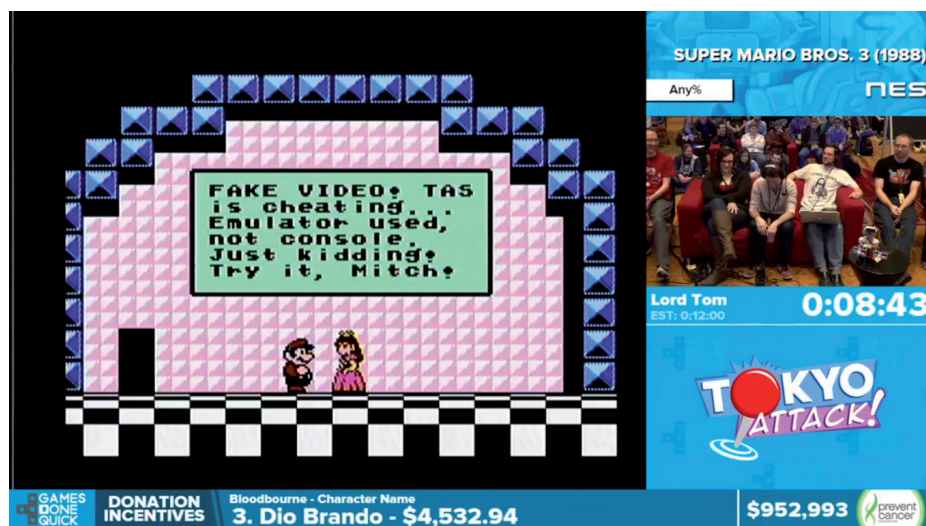 FAKE VIDEO! TAS
is cheating...
Emulator used,
not console.
Just kidding!
Try it, Mitch!
SUPER MARIO BROS. 3 (1988)
Any%
NES
Lord Tom
EST: 0:12:00
0:08:43
TOKYO
ATTACK!
GAMES
DONE
QUICK
DONATION
INCENTIVES
Bloodbourne - Character Name
3. Dio Brando - $4,532.94
$952,993
prevent
cancer